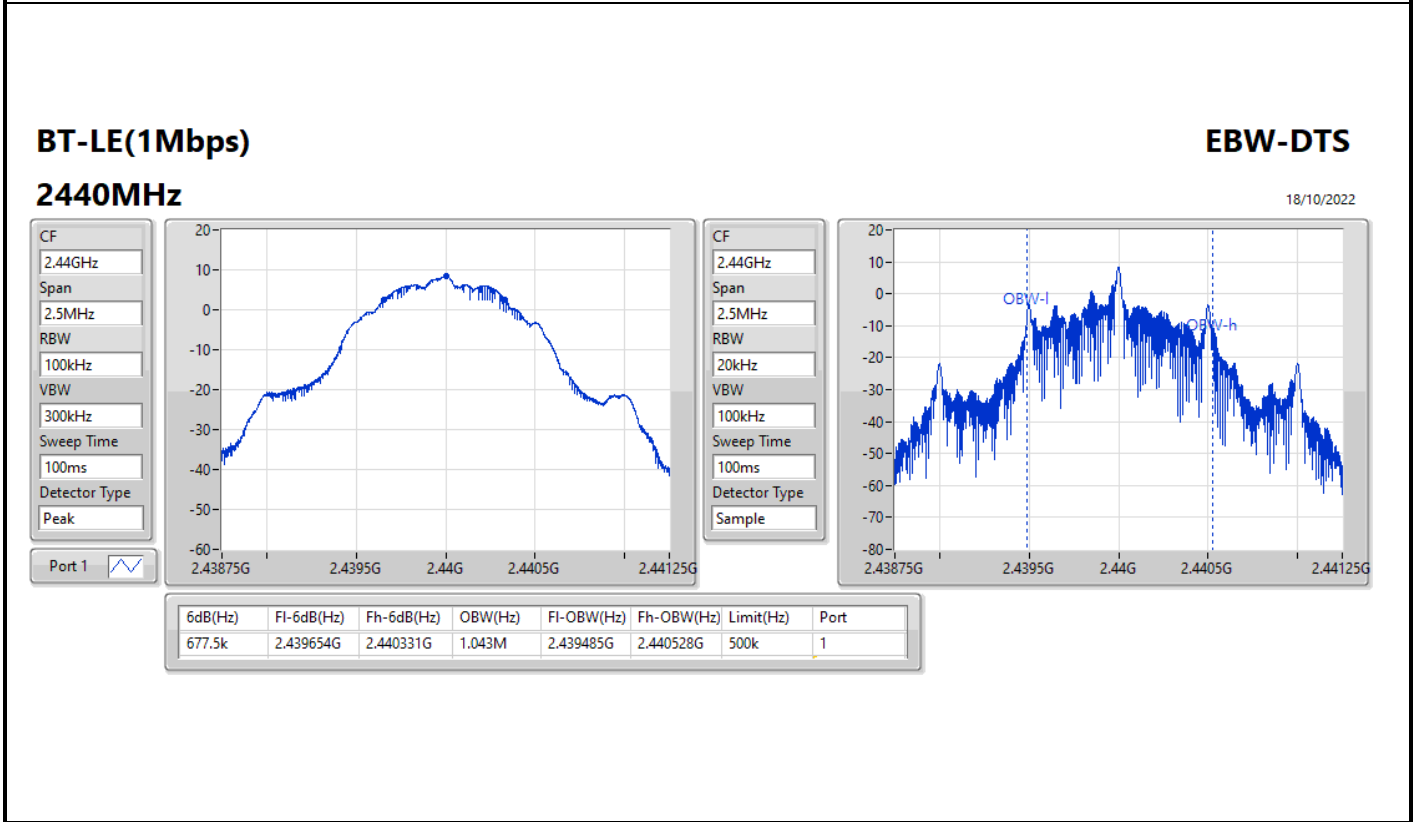 BT-LE(1Mbps)
EBW-DTS
2440MHz
18/10/2022
CF
2.44GHz
Span
2.5MHz
RBW
100kHz
VBW
300kHz
Sweep Time
100ms
Detector Type
Peak
Port 1
20
10
0
-10
-20
-30
-40
-50
-60
2.43875G 2.4395G 2.44G 2.4405G 2.44125G
CF
2.44GHz
Span
2.5MHz
RBW
20kHz
VBW
100kHz
Sweep Time
100ms
Detector Type
Sample
20
10
0
-10
-20
-30
-40
-50
-60
-70
-80
OBW-l
OBW-h
2.43875G 2.4395G 2.44G 2.4405G 2.44125G
6dB(Hz) Fl-6dB(Hz) Fh-6dB(Hz) OBW(Hz) Fl-OBW(Hz) Fh-OBW(Hz) Limit(Hz) Port
677.5k 2.439654G 2.440331G 1.043M 2.439485G 2.440528G 500k 1